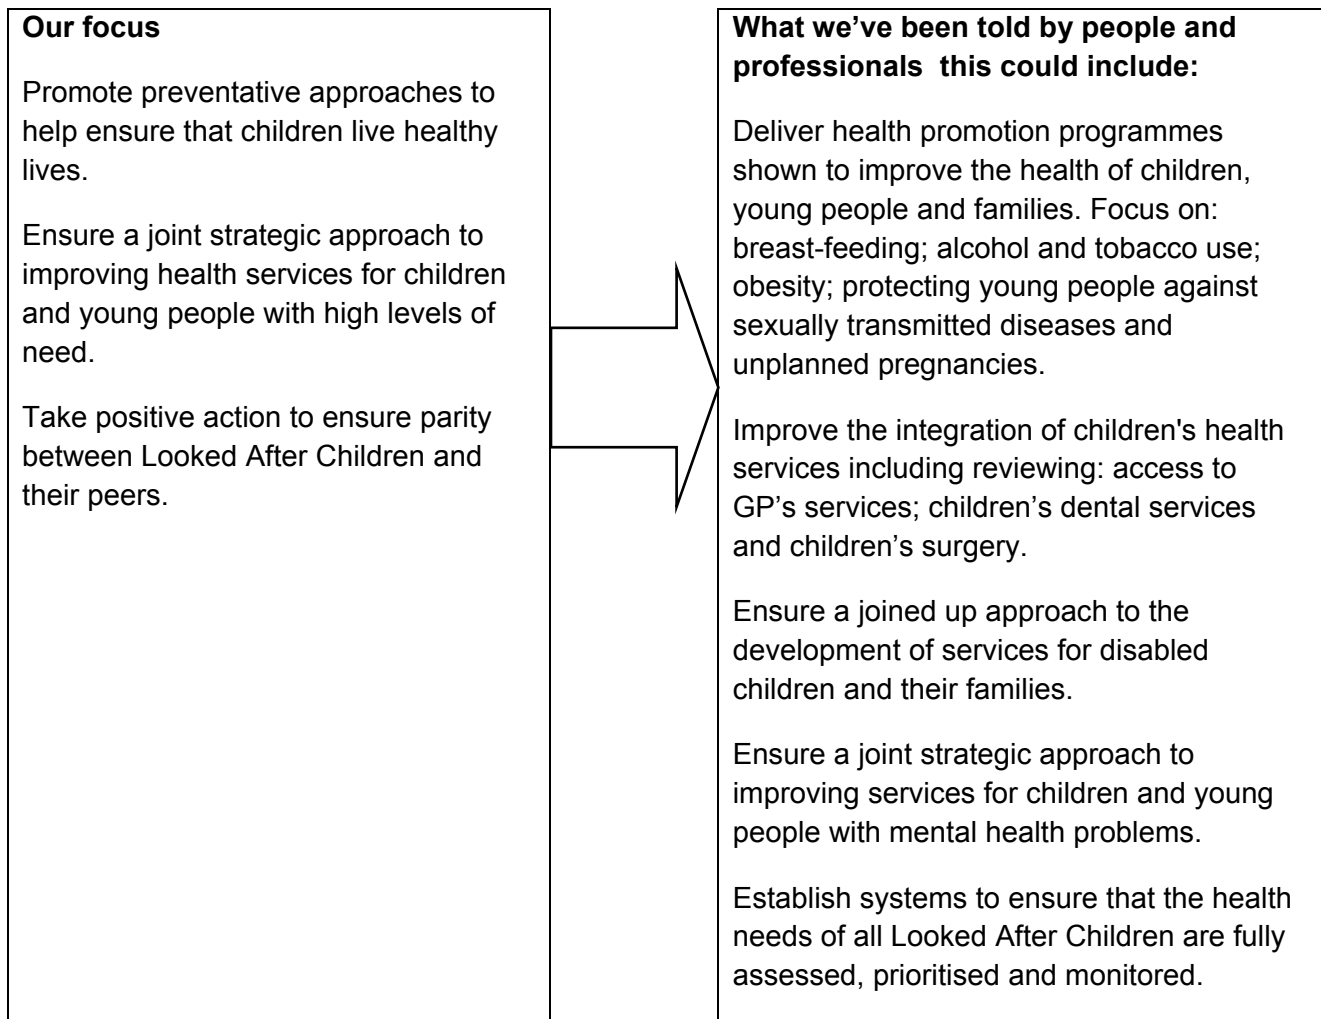 Our focus
Promote preventative approaches to
help ensure that children live healthy
lives.
Ensure a joint strategic approach to
improving health services for children
and young people with high levels of
need.
Take positive action to ensure parity
between Looked After Children and
their peers.
What we’ve been told by people and
professionals  this could include:
Deliver health promotion programmes
shown to improve the health of children,
young people and families. Focus on:
breast-feeding; alcohol and tobacco use;
obesity; protecting young people against
sexually transmitted diseases and
unplanned pregnancies.
Improve the integration of children's health
services including reviewing: access to
GP’s services; children’s dental services
and children’s surgery.
Ensure a joined up approach to the
development of services for disabled
children and their families.
Ensure a joint strategic approach to
improving services for children and young
people with mental health problems.
Establish systems to ensure that the health
needs of all Looked After Children are fully
assessed, prioritised and monitored.